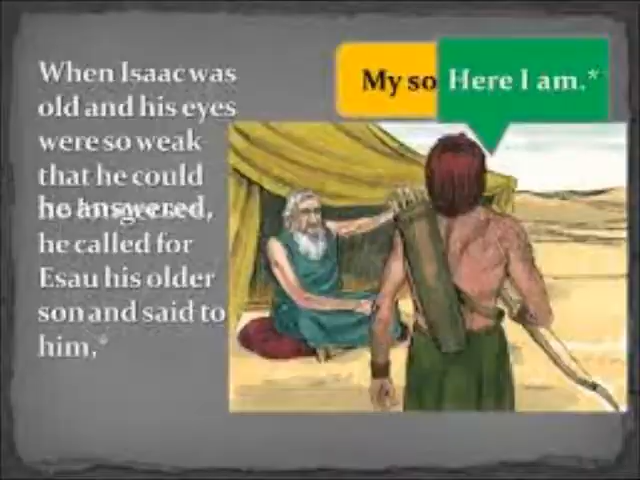 When Isaac was
old and his eyes
were so weak
that he could
he answered,
he called for
Esau his older
son and said to
him,*
My so
Here I am.*